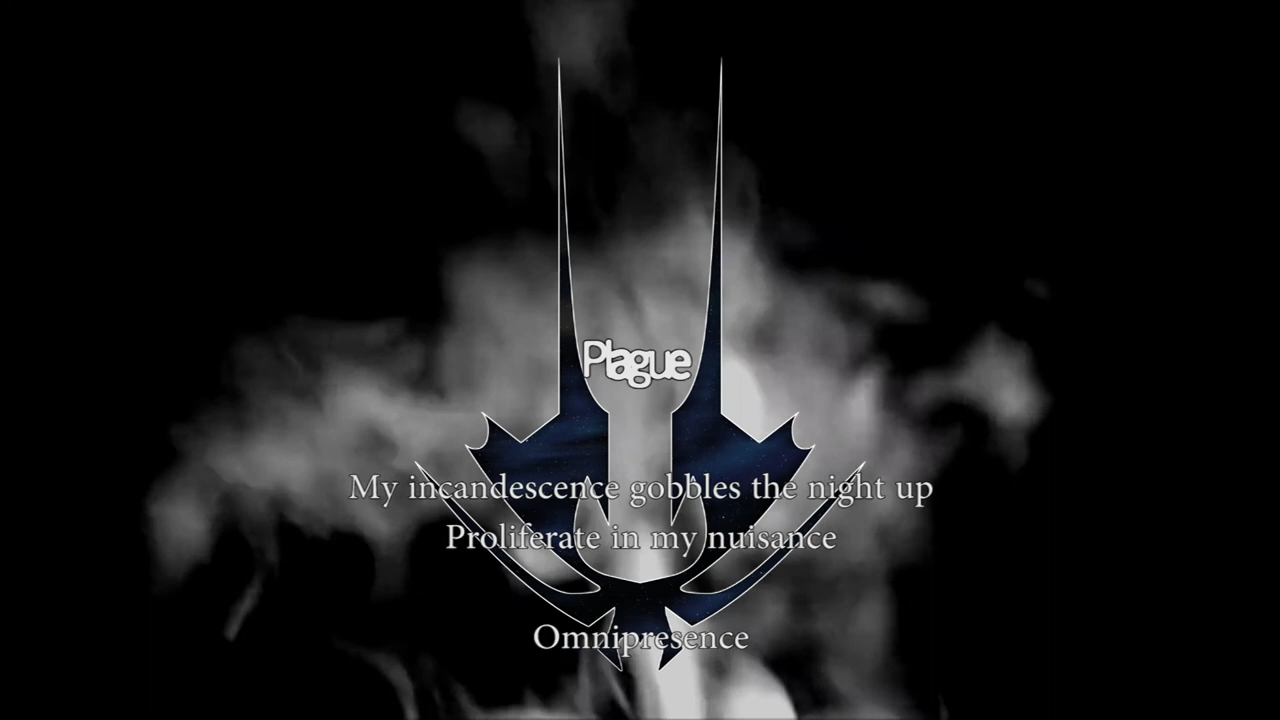 Plague
My incandescence gobbles the night up
Proliferate in my nuisance
Omnipresence